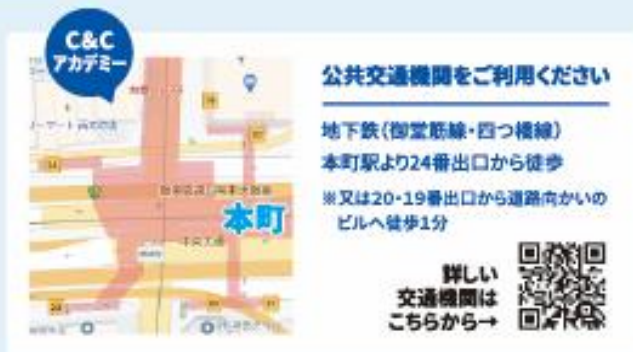 C&C
アカデミー
本町
公共交通機関をご利用ください
地下鉄(御堂筋線・四つ橋線)
本町駅より24番出口から徒歩
※又は20・19番出口から道路向かいの
ビルへ徒歩1分
詳しい
交通機関は
こちらから→